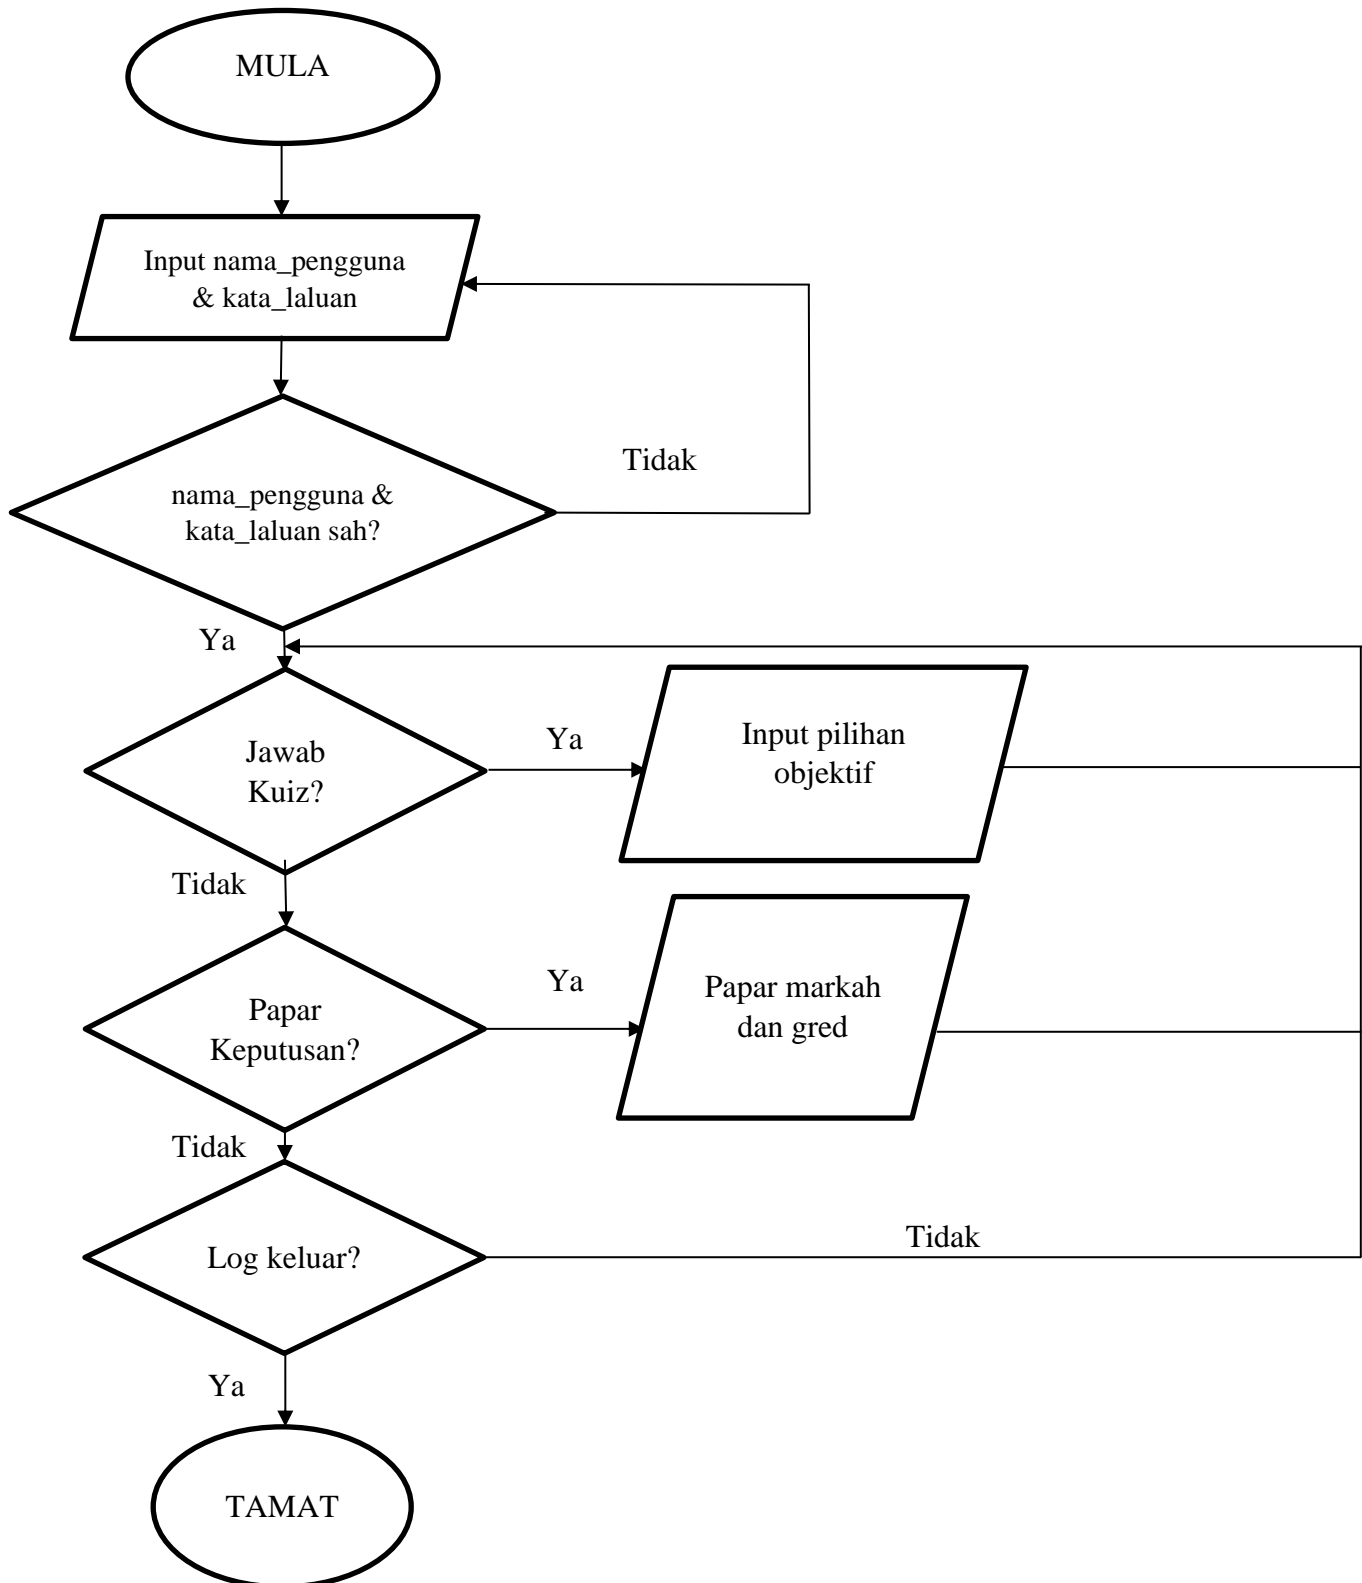 MULA
Input nama_pengguna
& kata_laluan
Tidak
nama_pengguna &
kata_laluan sah?
Ya
Jawab
Kuiz?
Ya
Input pilihan
objektif
Tidak
Papar
Keputusan?
Ya
Papar markah
dan gred
Tidak
Log keluar?
Tidak
Ya
TAMAT